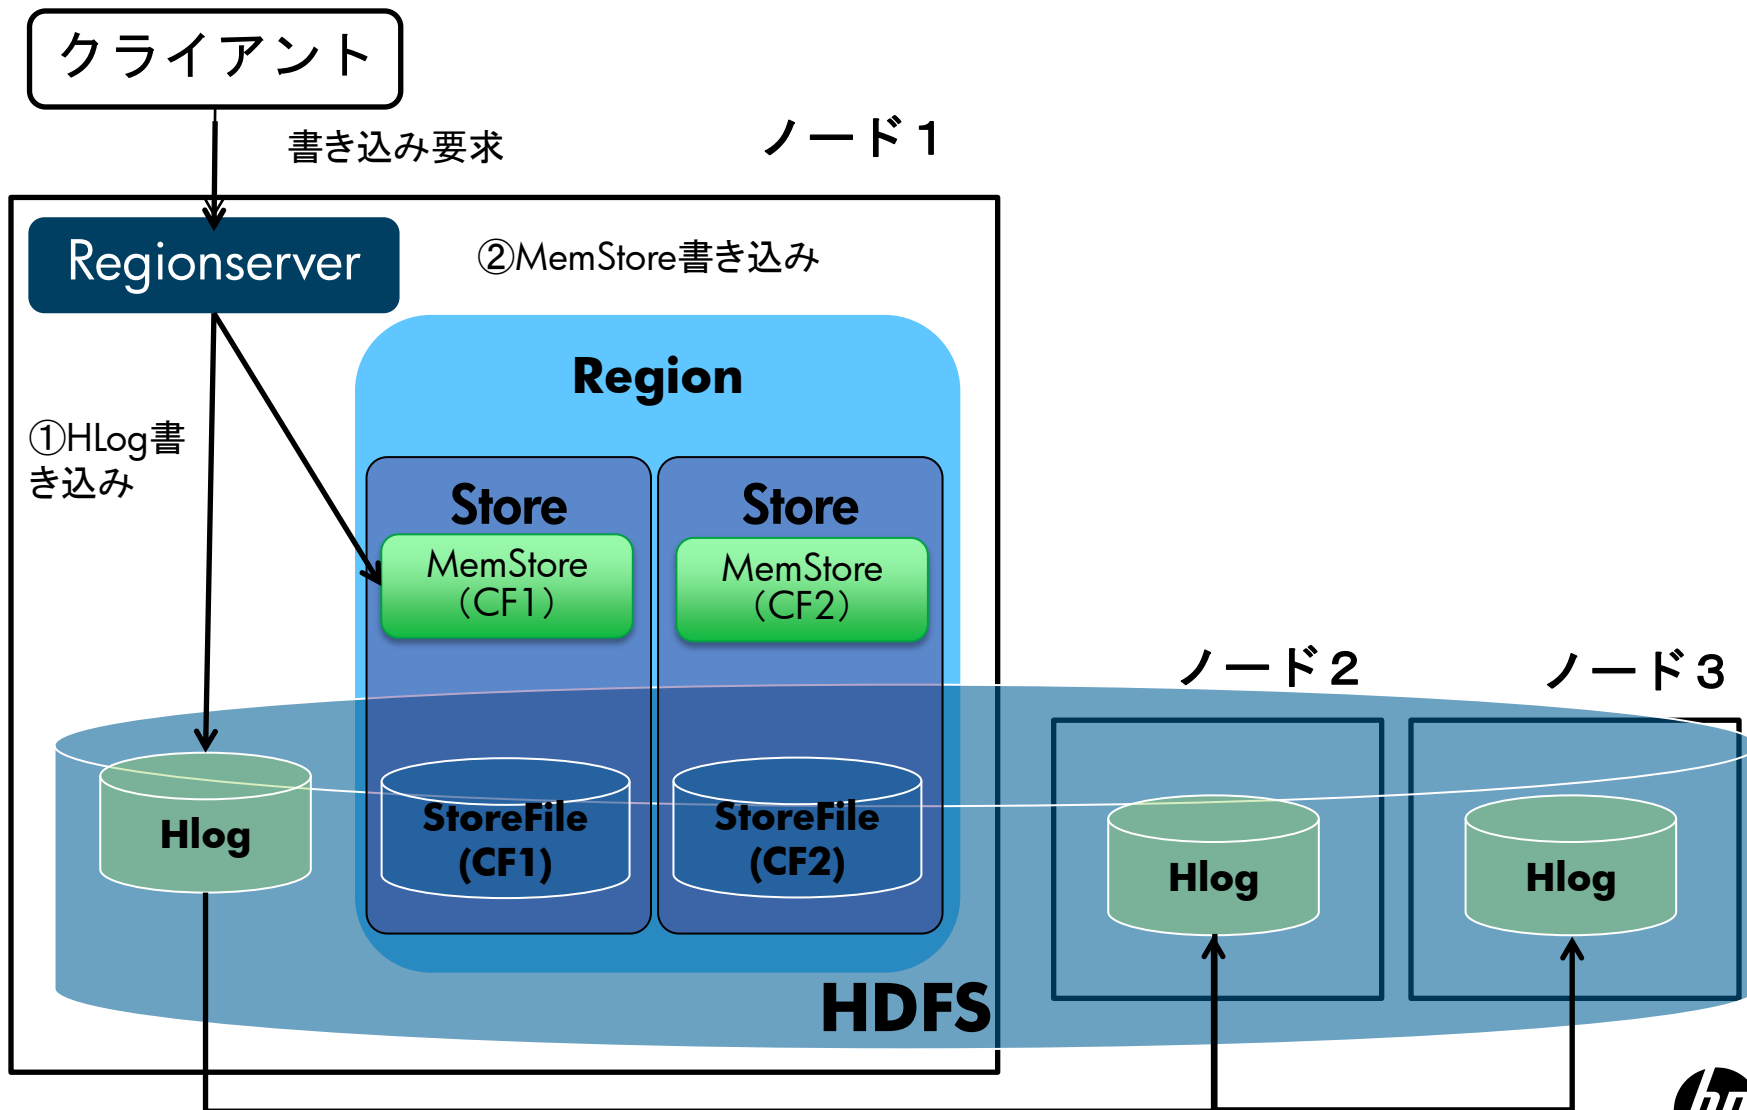 クライアント
書き込み要求
ノード１
Regionserver
②MemStore書き込み
Region
①HLog書
き込み
Store
Store
MemStore
（CF1）
MemStore
（CF2）
ノード２
ノード３
Hlog
StoreFile
(CF1)
StoreFile
(CF2)
Hlog
Hlog
HDFS
hp